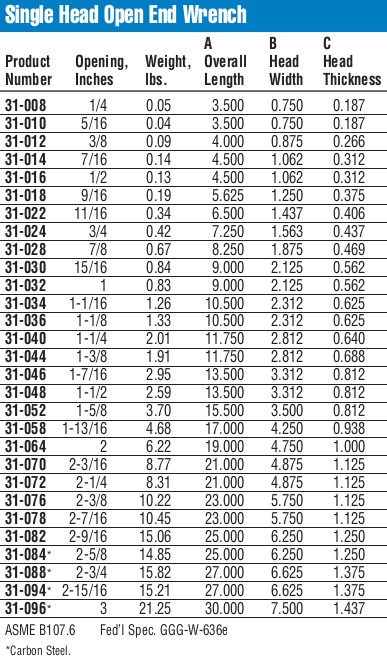 Single Head Open End Wrench
A B C
Product Opening, Weight, Overall Head Head
Number Inches lbs. Length Width Thickness
31-008 1/4 0.05 3.500 0.750 0.187
31-010 5/16 0.04 3.500 0.750 0.187
31-012 3/8 0.09 4.000 0.875 0.266
31-014 7/16 0.14 4.500 1.062 0.312
31-016 1/2 0.13 4.500 1.062 0.312
31-018 9/16 0.19 5.625 1.250 0.375
31-022 11/16 0.34 6.500 1.437 0.406
31-024 3/4 0.42 7.250 1.563 0.437
31-028 7/8 0.67 8.250 1.875 0.469
31-030 15/16 0.84 9.000 2.125 0.562
31-032 1 0.83 9.000 2.125 0.562
31-034 1-1/16 1.26 10.500 2.312 0.625
31-036 1-1/8 1.33 10.500 2.312 0.625
31-040 1-1/4 2.01 11.750 2.812 0.640
31-044 1-3/8 1.91 11.750 2.812 0.688
31-046 1-7/16 2.95 13.500 3.312 0.812
31-048 1-1/2 2.59 13.500 3.312 0.812
31-052 1-5/8 3.70 15.500 3.500 0.812
31-058 1-13/16 4.68 17.000 4.250 0.938
31-064 2 6.22 19.000 4.750 1.000
31-070 2-3/16 8.77 21.000 4.875 1.125
31-072 2-1/4 8.31 21.000 4.875 1.125
31-076 2-3/8 10.22 23.000 5.750 1.125
31-078 2-7/16 10.45 23.000 5.750 1.125
31-082 2-9/16 15.06 25.000 6.250 1.250
31-084* 2-5/8 14.85 25.000 6.250 1.250
31-088* 2-3/4 15.82 27.000 6.625 1.375
31-094* 2-15/16 15.21 27.000 6.625 1.375
31-096* 3 21.25 30.000 7.500 1.437
ASME B107.6 Fed'l Spec. GGG-W-636e
*Carbon Steel.